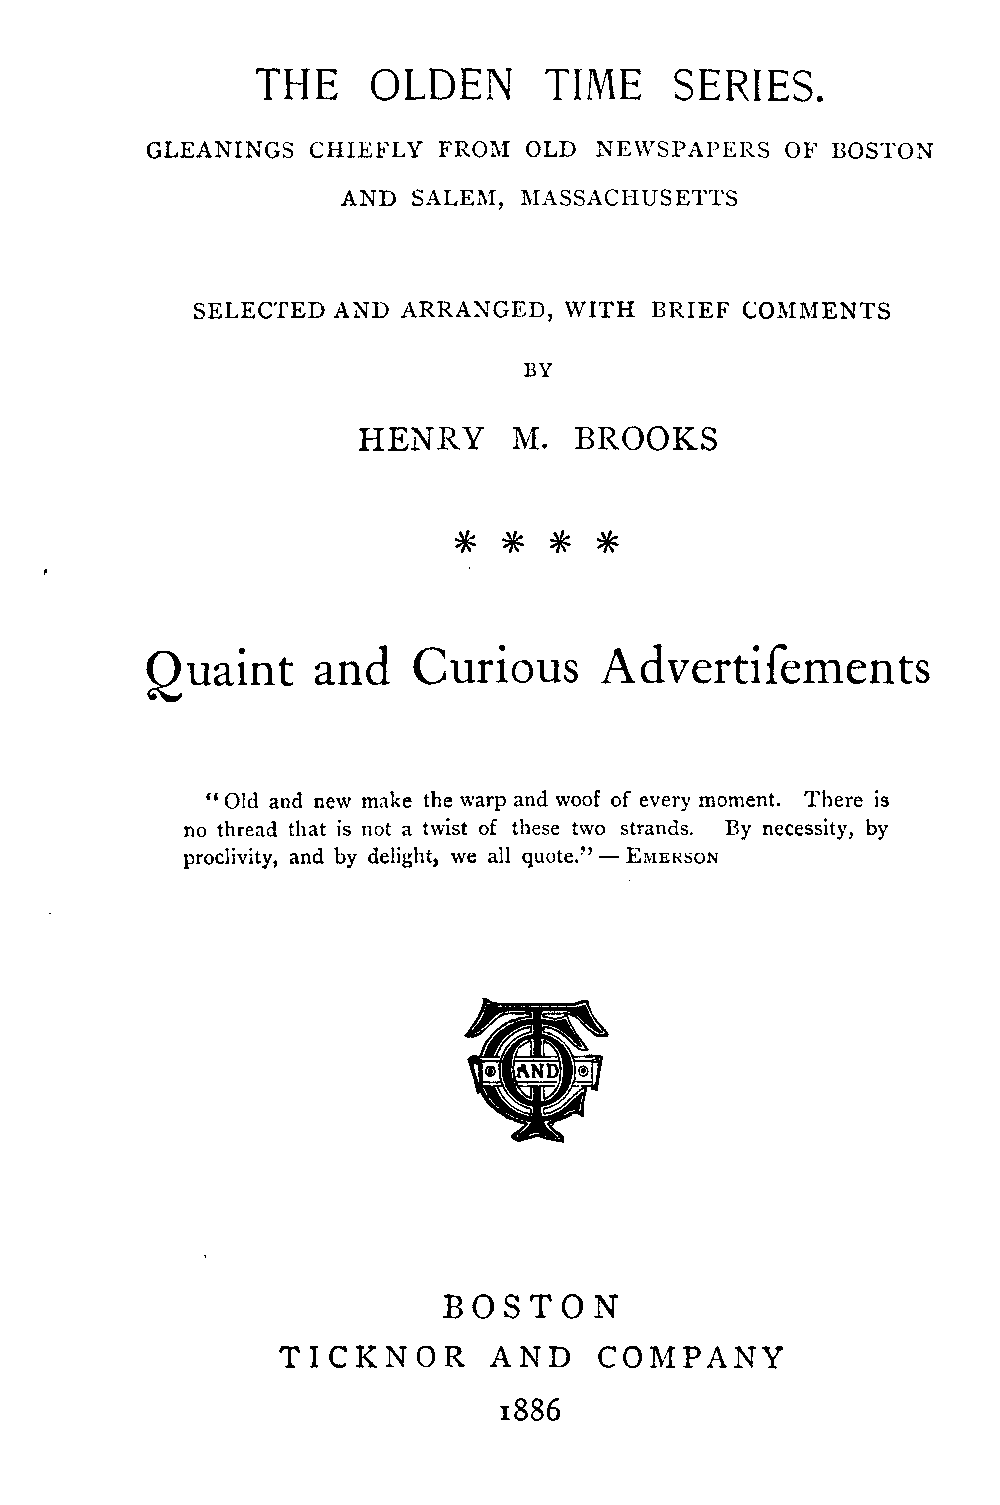 THE OLDEN TIME SERIES.
GLEANINGS CHIEFLY FROM OLD NEWSPAPERS OF BOSTON
AND SALEM, MASSACHUSETTS
SELECTED AND ARRANGED, WITH BRIEF COMMENTS
BY
HENRY M. BROOKS
* * * *
Quaint and Curious Advertiſements
“Old and new make the warp and woof of every moment. There is
no thread that is not a twist of these two strands. By necessity, by
proclivity, and by delight, we all quote.” — EMERSON
T AND CO
BOSTON
TICKNOR AND COMPANY
1886